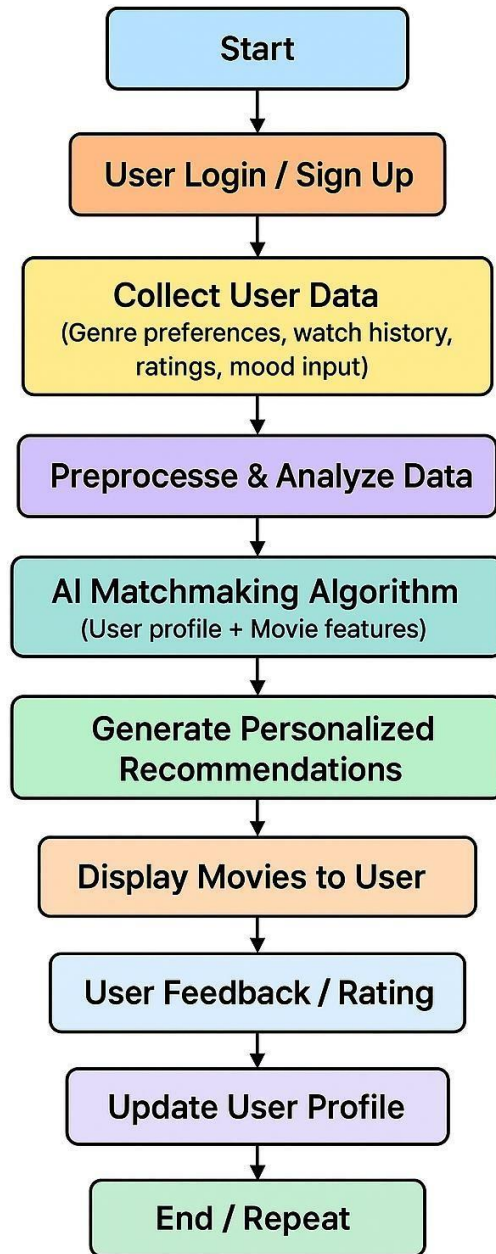 Start
User Login / Sign Up
Collect User Data
(Genre preferences, watch history,
ratings, mood input)
Preprocesse & Analyze Data
AI Matchmaking Algorithm
(User profile + Movie features)
Generate Personalized
Recommendations
Display Movies to User
User Feedback / Rating
Update User Profile
End / Repeat